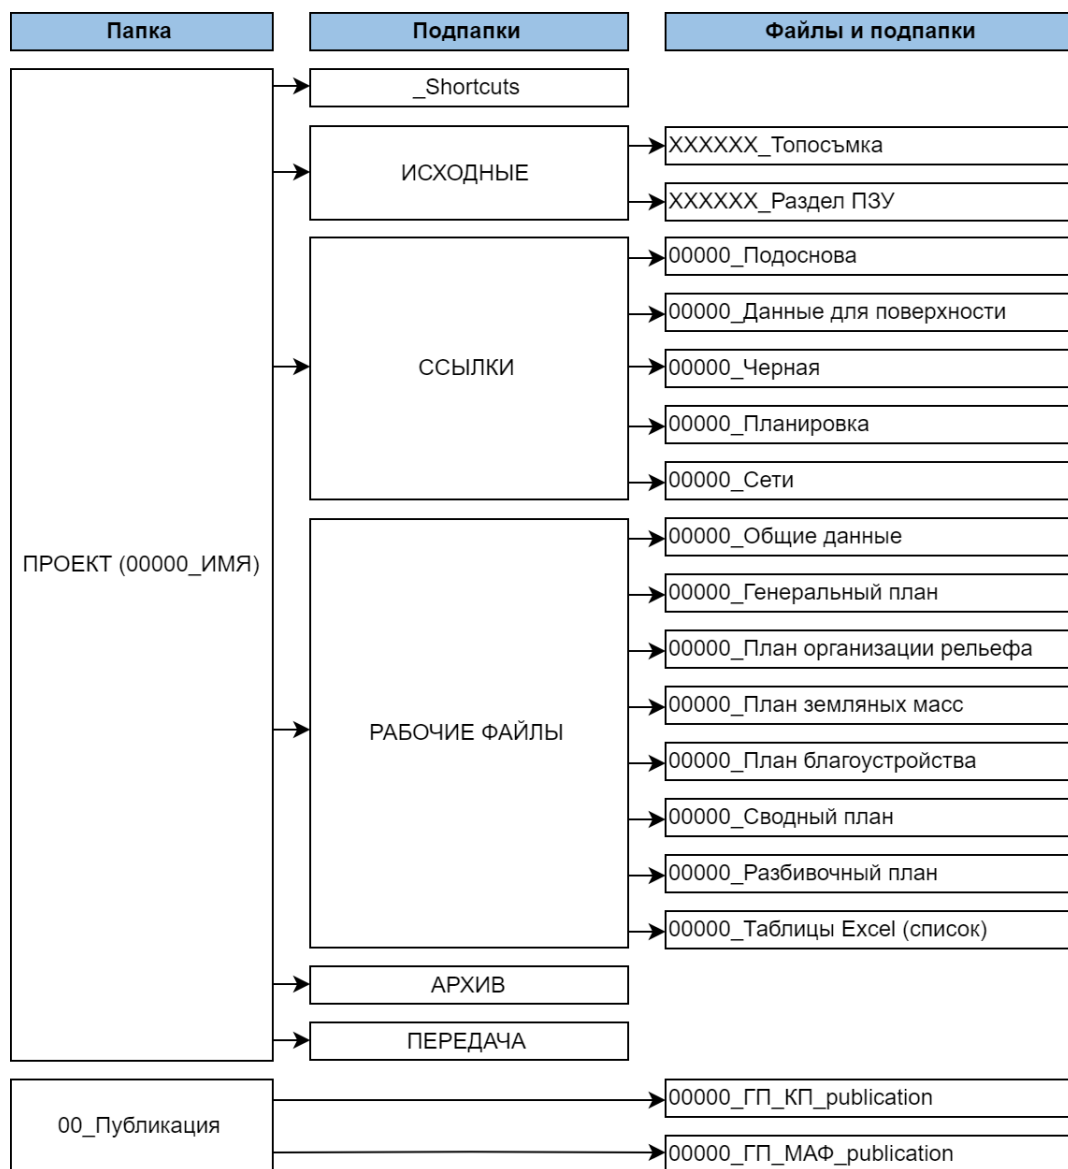 Папка
Подпапки
Файлы и подпапки
ПРОЕКТ (00000_ИМЯ)
_Shortcuts
ИСХОДНЫЕ
XXXXXX_Топосъмка
XXXXXX_Раздел ПЗУ
ССЫЛКИ
00000_Подоснова
00000_Данные для поверхности
00000_Черная
00000_Планировка
00000_Сети
РАБОЧИЕ ФАЙЛЫ
00000_Общие данные
00000_Генеральный план
00000_План организации рельефа
00000_План земляных масс
00000_План благоустройства
00000_Сводный план
00000_Разбивочный план
00000_Таблицы Excel (список)
АРХИВ
ПЕРЕДАЧА
00_Публикация
00000_ГП_КП_publication
00000_ГП_МАФ_publication